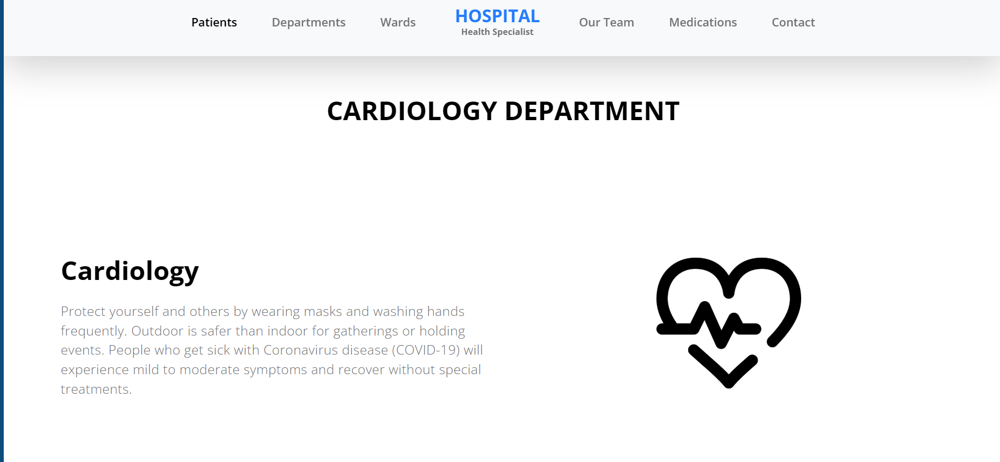 Patients
Departments
Wards
HOSPITAL
Health Specialist
Our Team
Medications
Contact
CARDIOLOGY DEPARTMENT
Cardiology
Protect yourself and others by wearing masks and washing hands
frequently. Outdoor is safer than indoor for gatherings or holding
events. People who get sick with Coronavirus disease (COVID-19) will
experience mild to moderate symptoms and recover without special
treatments.